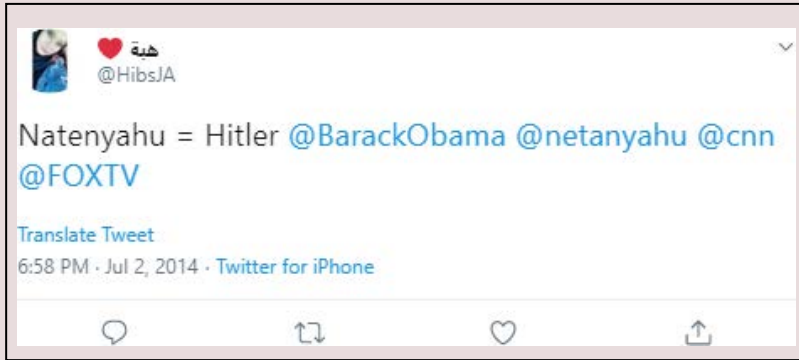 هبة ❤️
@HibsJA
Natenyahu = Hitler @BarackObama @netanyahu @cnn
@FOXTV
Translate Tweet
6:58 PM · Jul 2, 2014 · Twitter for iPhone